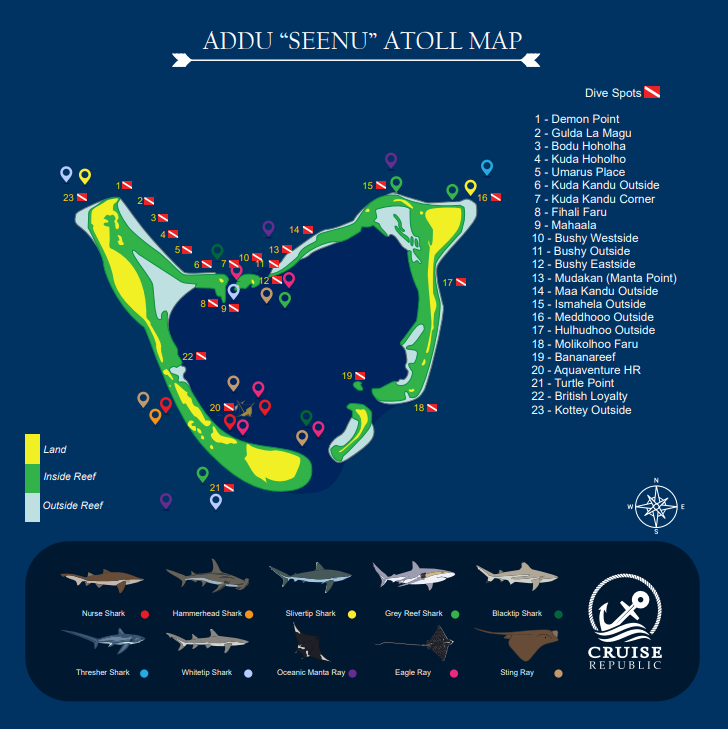 ADDU “SEENU” ATOLL MAP
Dive Spots
1 - Demon Point
2 - Gulda La Magu
3 - Bodu Hoholha
4 - Kuda Hoholho
5 - Umarus Place
6 - Kuda Kandu Outside
7 - Kuda Kandu Corner
8 - Fihali Faru
9 - Mahaala
10 - Bushy Westside
11 - Bushy Outside
12 - Bushy Eastside
13 - Mudakan (Manta Point)
14 - Maa Kandu Outside
15 - Ismahela Outside
16 - Meddhooo Outside
17 - Hulhudhoo Outside
18 - Molikolhoo Faru
19 - Bananareef
20 - Aquaventure HR
21 - Turtle Point
22 - British Loyalty
23 - Kottey Outside
15
1
23
2
16
3
14
4
5
13
10
6
7
11
12
17
8
9
22
19
20
18
21
Land
Inside Reef
Outside Reef
N
W
E
S
Nurse Shark
Hammerhead Shark
Slivertip Shark
Grey Reef Shark
Blacktip Shark
Thresher Shark
Whitetip Shark
Oceanic Manta Ray
Eagle Ray
Sting Ray
CRUISE
REPUBLIC